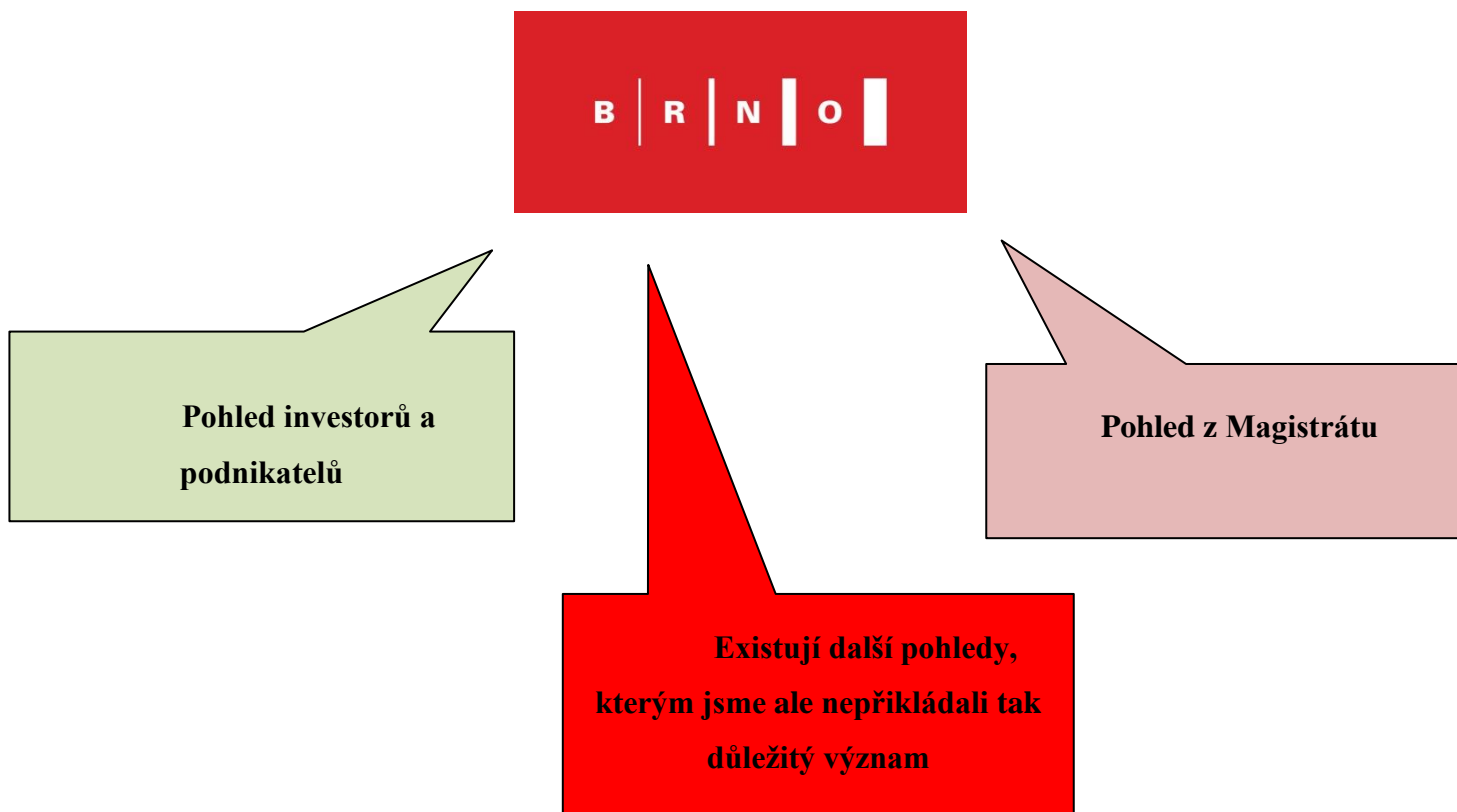 B R N O
Pohled investorů a
podnikatelů
Pohled z Magistrátu
Existují další pohledy,
kterým jsme ale nepřikládali tak
důležitý význam